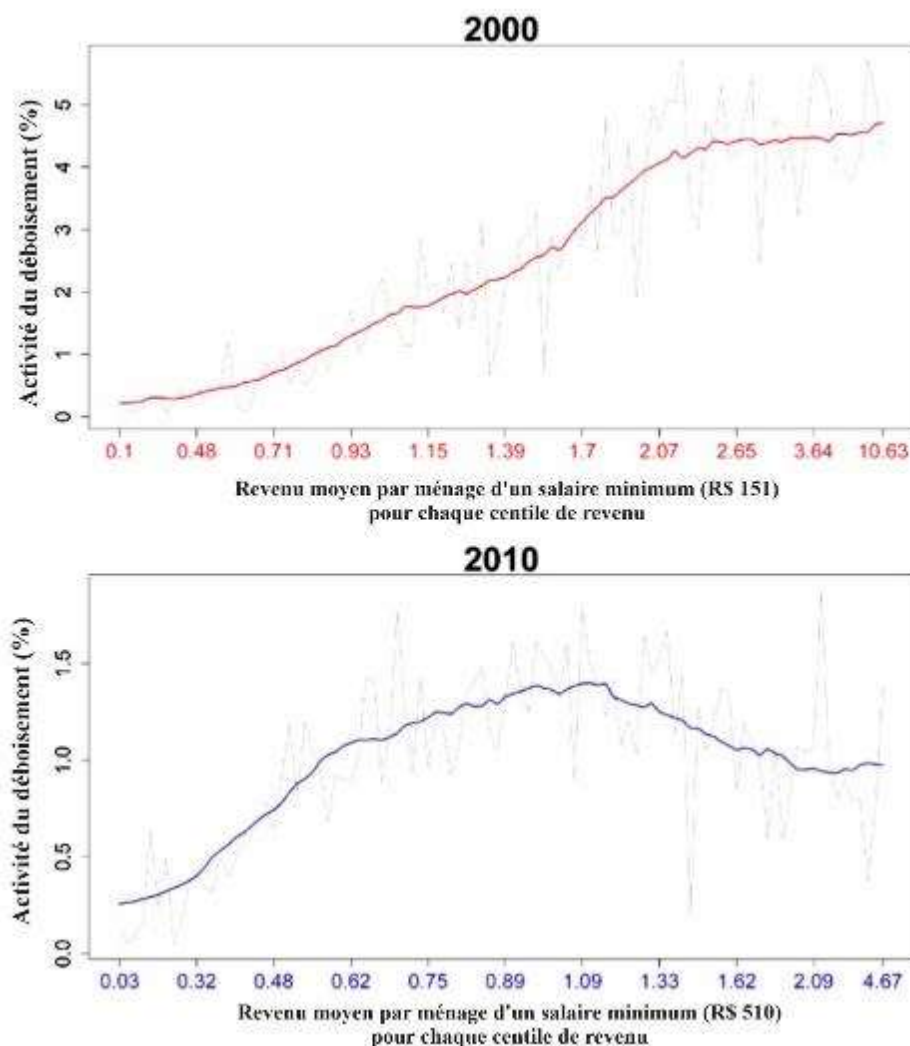 2000
Activité du déboisement (%)
5
4
3
2
1
0
0.1 0.48 0.71 0.93 1.15 1.39 1.7 2.07 2.65 3.64 10.63
Revenu moyen par ménage d'un salaire minimum (R$ 151)
pour chaque centile de revenu
2010
Activité du déboisement (%)
1.5
1.0
0.5
0.0
0.03 0.32 0.48 0.62 0.75 0.89 1.09 1.33 1.62 2.09 4.67
Revenu moyen par ménage d'un salaire minimum (R$ 510)
pour chaque centile de revenu